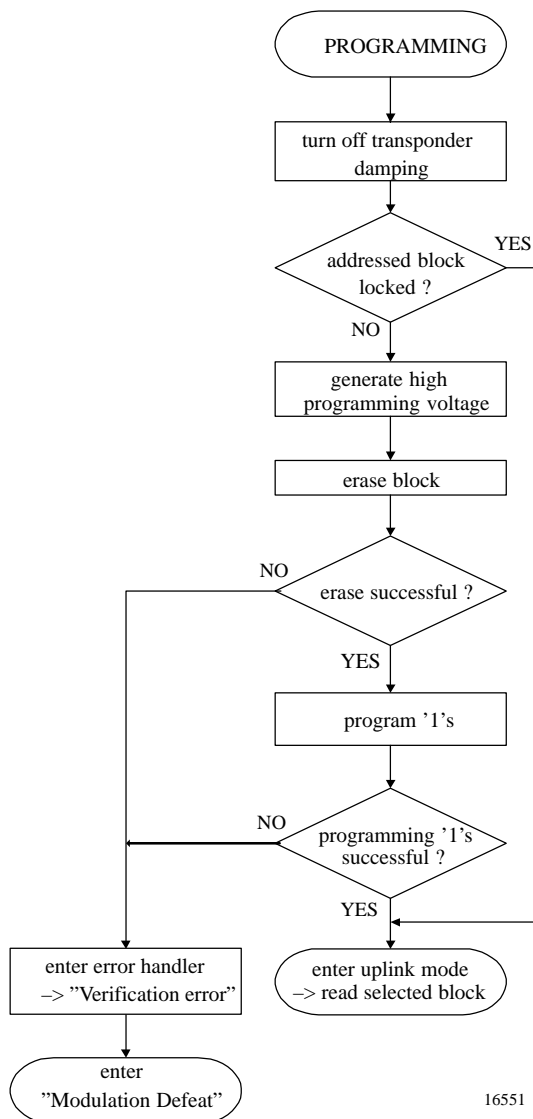 PROGRAMMING
turn off transponder
damping
YES
addressed block
locked ?
NO
generate high
programming voltage
erase block
NO
erase successful ?
YES
program ’1’s
NO
programming ’1’s
successful ?
YES
enter error handler
–> ”Verification error”
enter uplink mode
–> read selected block
enter
”Modulation Defeat”
16551